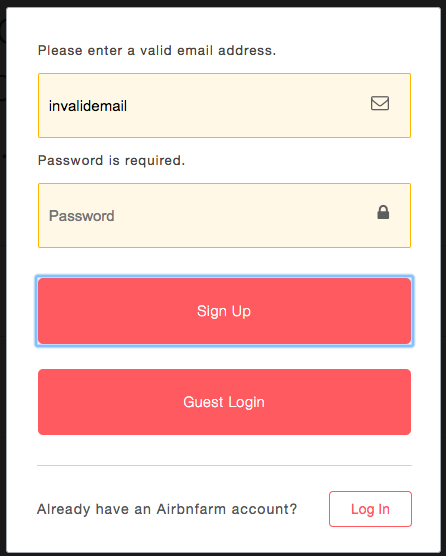 Please enter a valid email address.
invalidemail
Password is required.
Password
Sign Up
Guest Login
Already have an Airbnfarm account?
Log In